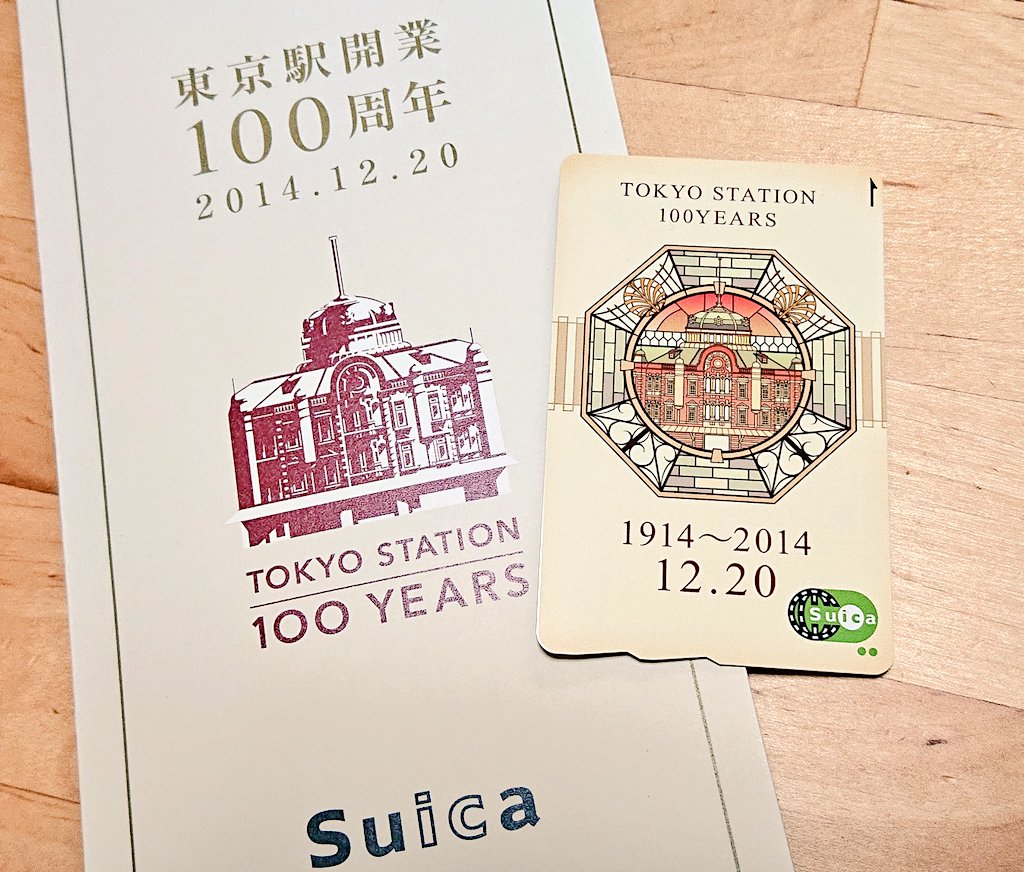 東京駅開業
100周年
2014.12.20
TOKYO STATION
100 YEARS
Suica
TOKYO STATION
100YEARS
1914〜2014
12.20
Suica